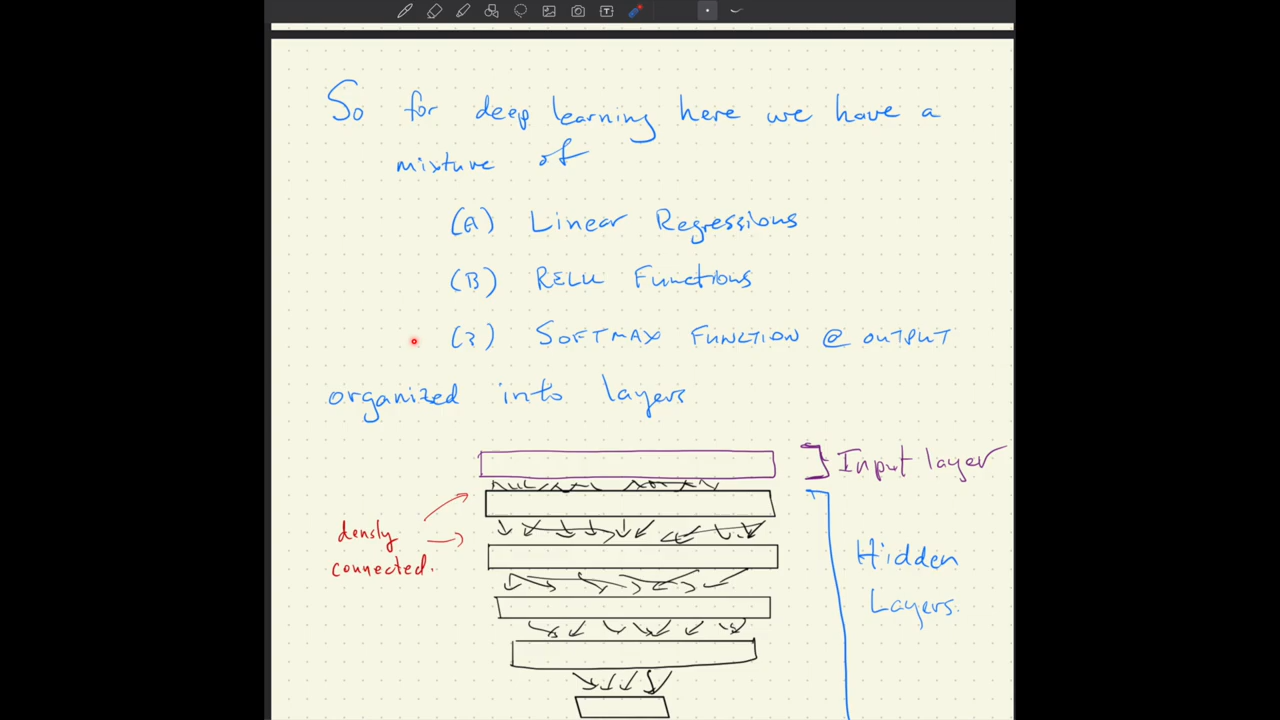 So for deep learning here we have a
mixture of
(A) Linear Regressions
(B) RELU Functions
(3) SOFTMAX FUNCTION @ OUTPUT
organized into layers
Input layer
densly
connected.
Hidden
Layers.